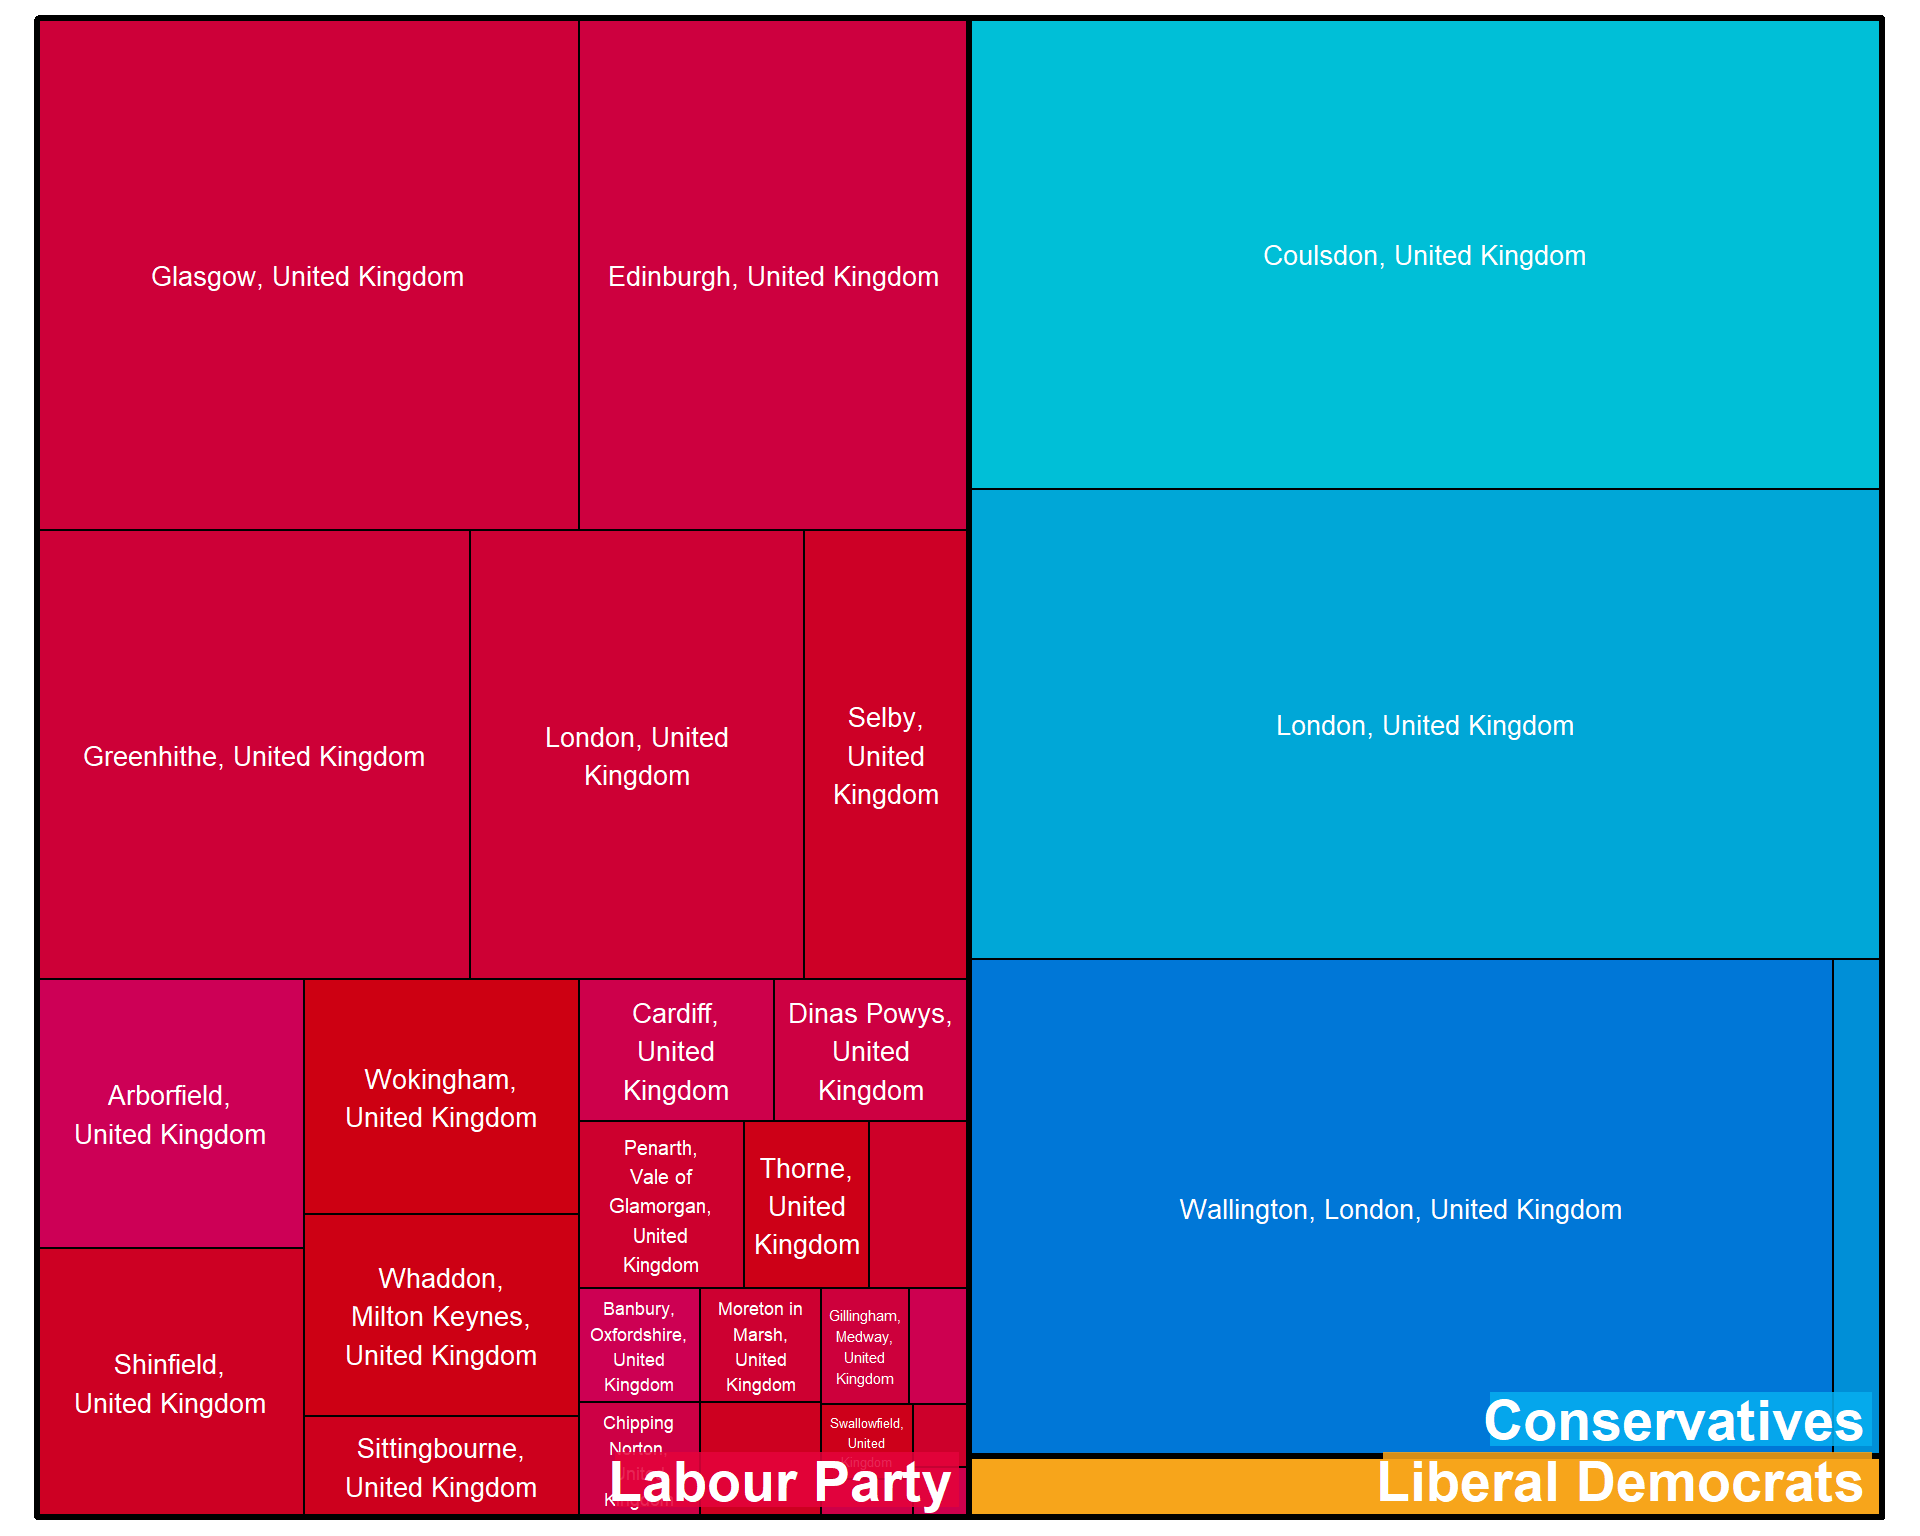 Glasgow, United Kingdom
Edinburgh, United Kingdom
Coulsdon, United Kingdom
Greenhithe, United Kingdom
London, United
Kingdom
Selby,
United
Kingdom
London, United Kingdom
Arborfield,
United Kingdom
Wokingham,
United Kingdom
Cardiff,
United
Kingdom
Dinas Powys,
United
Kingdom
Penarth,
Vale of
Glamorgan,
United
Kingdom
Thorne,
United
Kingdom
Wallington, London, United Kingdom
Shinfield,
United Kingdom
Whaddon,
Milton Keynes,
United Kingdom
Sittingbourne,
United Kingdom
Banbury,
Oxfordshire,
United
Kingdom
Moreton in
Marsh,
United
Kingdom
Gillingham,
Medway,
United
Kingdom
Chipping
Norton,
United
Kingdom
Swallowfield,
United
Kingdom
Labour Party
Conservatives
Liberal Democrats